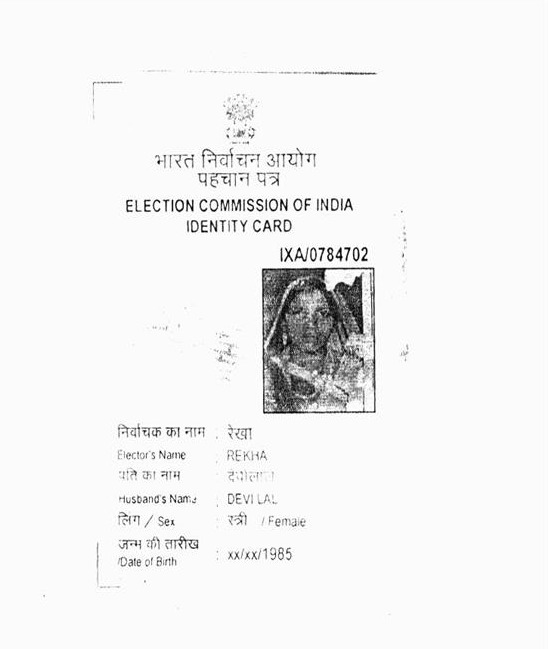 भारत निर्वाचन आयोग
पहचान पत्र
ELECTION COMMISSION OF INDIA
IDENTITY CARD
IXA/0784702
निर्वाचक का नाम : रेखा
Elector's Name : REKHA
पति का नाम :
Husband's Name : DEVI LAL
लिंग / Sex : स्त्री / Female
जन्म की तारीख
/Date of Birth : xx/xx/1985